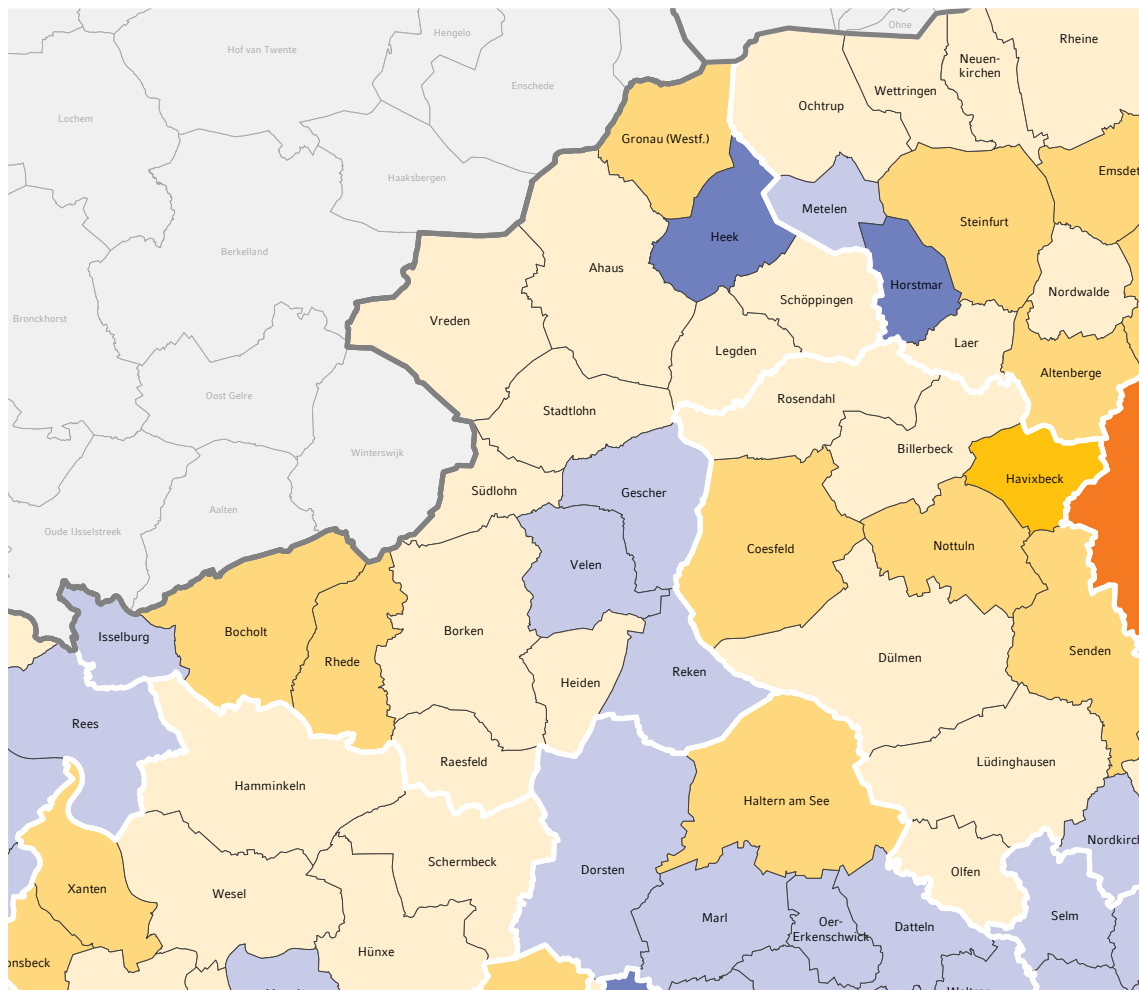 Ohne
Hengelo
Rheine
Hof van Twente
Neuen-
kirchen
Enschede
Wettringen
Ochtrup
Lochem
Gronau (Westf.)
Haaksbergen
Metelen
Steinfurt
Heek
Berkelland
Ahaus
Horstmar
Nordwalde
Schöppingen
Bronckhorst
Vreden
Laer
Legden
Altenberge
Oost Gelre
Rosendahl
Stadtlohn
Billerbeck
Winterswijk
Havixbeck
Südlohn
Gescher
Aalten
Oude IJsselstreek
Nottuln
Coesfeld
Velen
Borken
Bocholt
Isselburg
Senden
Dülmen
Rhede
Reken
Heiden
Rees
Raesfeld
Lüdinghausen
Hamminkeln
Haltern am See
Schermbeck
Dorsten
Olfen
Xanten
Wesel
Selm
Marl
Oer-
Erkenschwick
Datteln
Hünxe